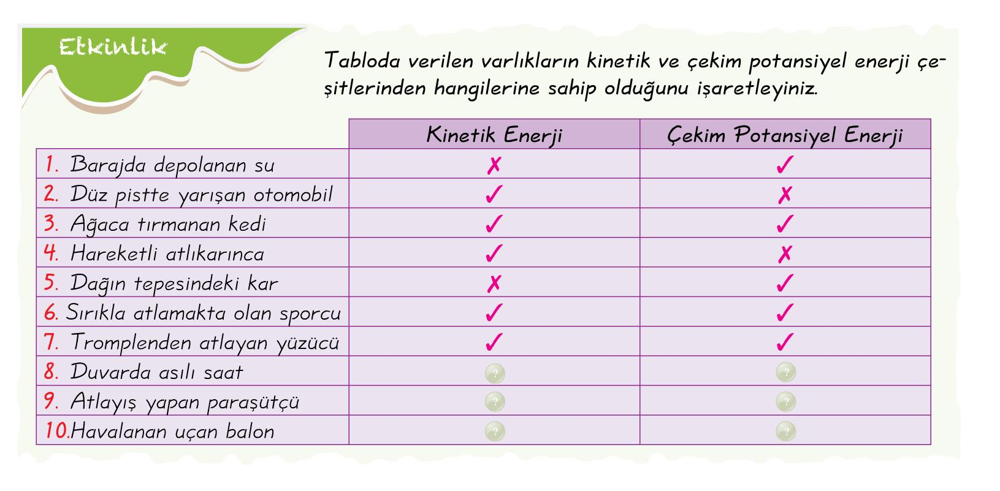 Etkinlik
Tabloda verilen varlıkların kinetik ve çekim potansiyel enerji çe-
şitlerinden hangilerine sahip olduğunu işaretleyiniz.
Kinetik Enerji Çekim Potansiyel Enerji
1. Barajda depolanan su ✗ ✓
2. Düz pistte yarışan otomobil ✓ ✗
3. Ağaca tırmanan kedi ✓ ✓
4. Hareketli atlıkarınca ✓ ✗
5. Dağın tepesindeki kar ✗ ✓
6. Sırıkla atlamakta olan sporcu ✓ ✓
7. Tromplenden atlayan yüzücü ✓ ✓
8. Duvarda asılı saat ? ?
9. Atlayış yapan paraşütçü ? ?
10.Havalanan uçan balon ? ?